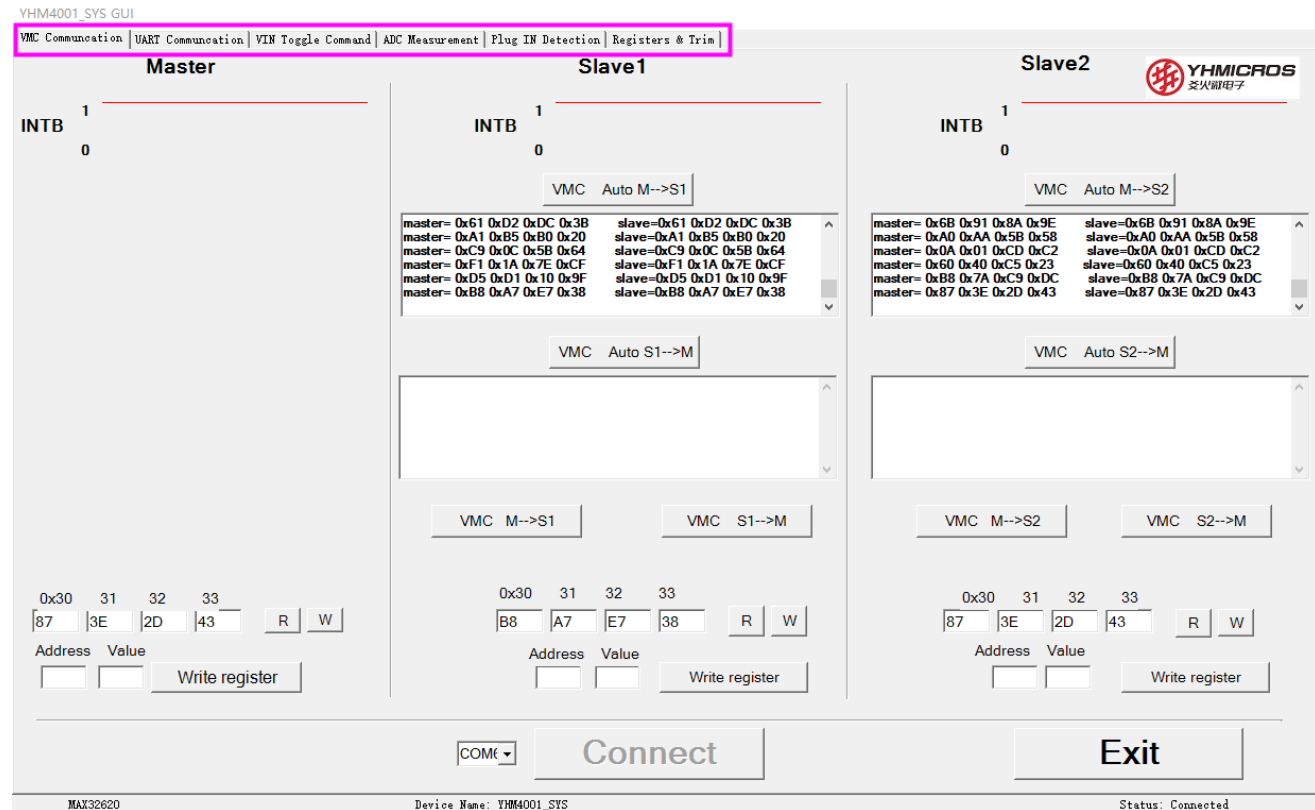 YHM4001_SYS GUI
VMC Communcation UART Communcation VIN Toggle Command ADC Measurement Plug IN Detection Registers & Trim
Master Slave1 Slave2
YHMICROS
爻火微电子
INTB 1 0 INTB 1 0 INTB 1 0
VMC Auto M-->S1 VMC Auto M-->S2
master= 0x61 0xD2 0xDC 0x3B slave=0x61 0xD2 0xDC 0x3B
master= 0xA1 0xB5 0xB0 0x20 slave=0xA1 0xB5 0xB0 0x20
master= 0xC9 0x0C 0x5B 0x64 slave=0xC9 0x0C 0x5B 0x64
master= 0xF1 0x1A 0x7E 0xCF slave=0xF1 0x1A 0x7E 0xCF
master= 0xD5 0xD1 0x10 0x9F slave=0xD5 0xD1 0x10 0x9F
master= 0xB8 0xA7 0xE7 0x38 slave=0xB8 0xA7 0xE7 0x38
master= 0x6B 0x91 0x8A 0x9E slave=0x6B 0x91 0x8A 0x9E
master= 0xA0 0xAA 0x5B 0x58 slave=0xA0 0xAA 0x5B 0x58
master= 0x0A 0x01 0xCD 0xC2 slave=0x0A 0x01 0xCD 0xC2
master= 0x60 0x40 0xC5 0x23 slave=0x60 0x40 0xC5 0x23
master= 0xB8 0x7A 0xC9 0xDC slave=0xB8 0x7A 0xC9 0xDC
master= 0x87 0x3E 0x2D 0x43 slave=0x87 0x3E 0x2D 0x43
VMC Auto S1-->M VMC Auto S2-->M
VMC M-->S1 VMC S1-->M VMC M-->S2 VMC S2-->M
0x30 31 32 33 0x30 31 32 33 0x30 31 32 33
87 3E 2D 43 R W B8 A7 E7 38 R W 87 3E 2D 43 R W
Address Value Address Value Address Value
Write register Write register Write register
COM Connect Exit
MAX32620 Device Name: YHM4001_SYS Status: Connected